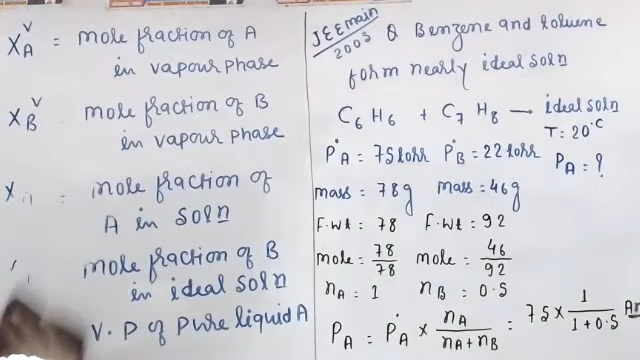 X_A^V = mole fraction of A
in vapour phase
X_B^V mole fraction of B
in vapour phase
X = mole fraction of
A in soln
mole fraction of B
in ideal soln
V.P of pure liquid A
JEE main
2005
Q Benzene and toluene
form nearly ideal soln
C6H6 + C7H8 → ideal soln
T: 20°C
P°A = 75 torr P°B = 22 torr
PA = ?
mass = 78g mass = 46g
F.wt = 78 F.wt = 92
mole = 78/78 mole = 46/92
nA = 1 nB = 0.5
PA = P°A × nA/(nA+nB) = 75 × 1/(1+0.5)